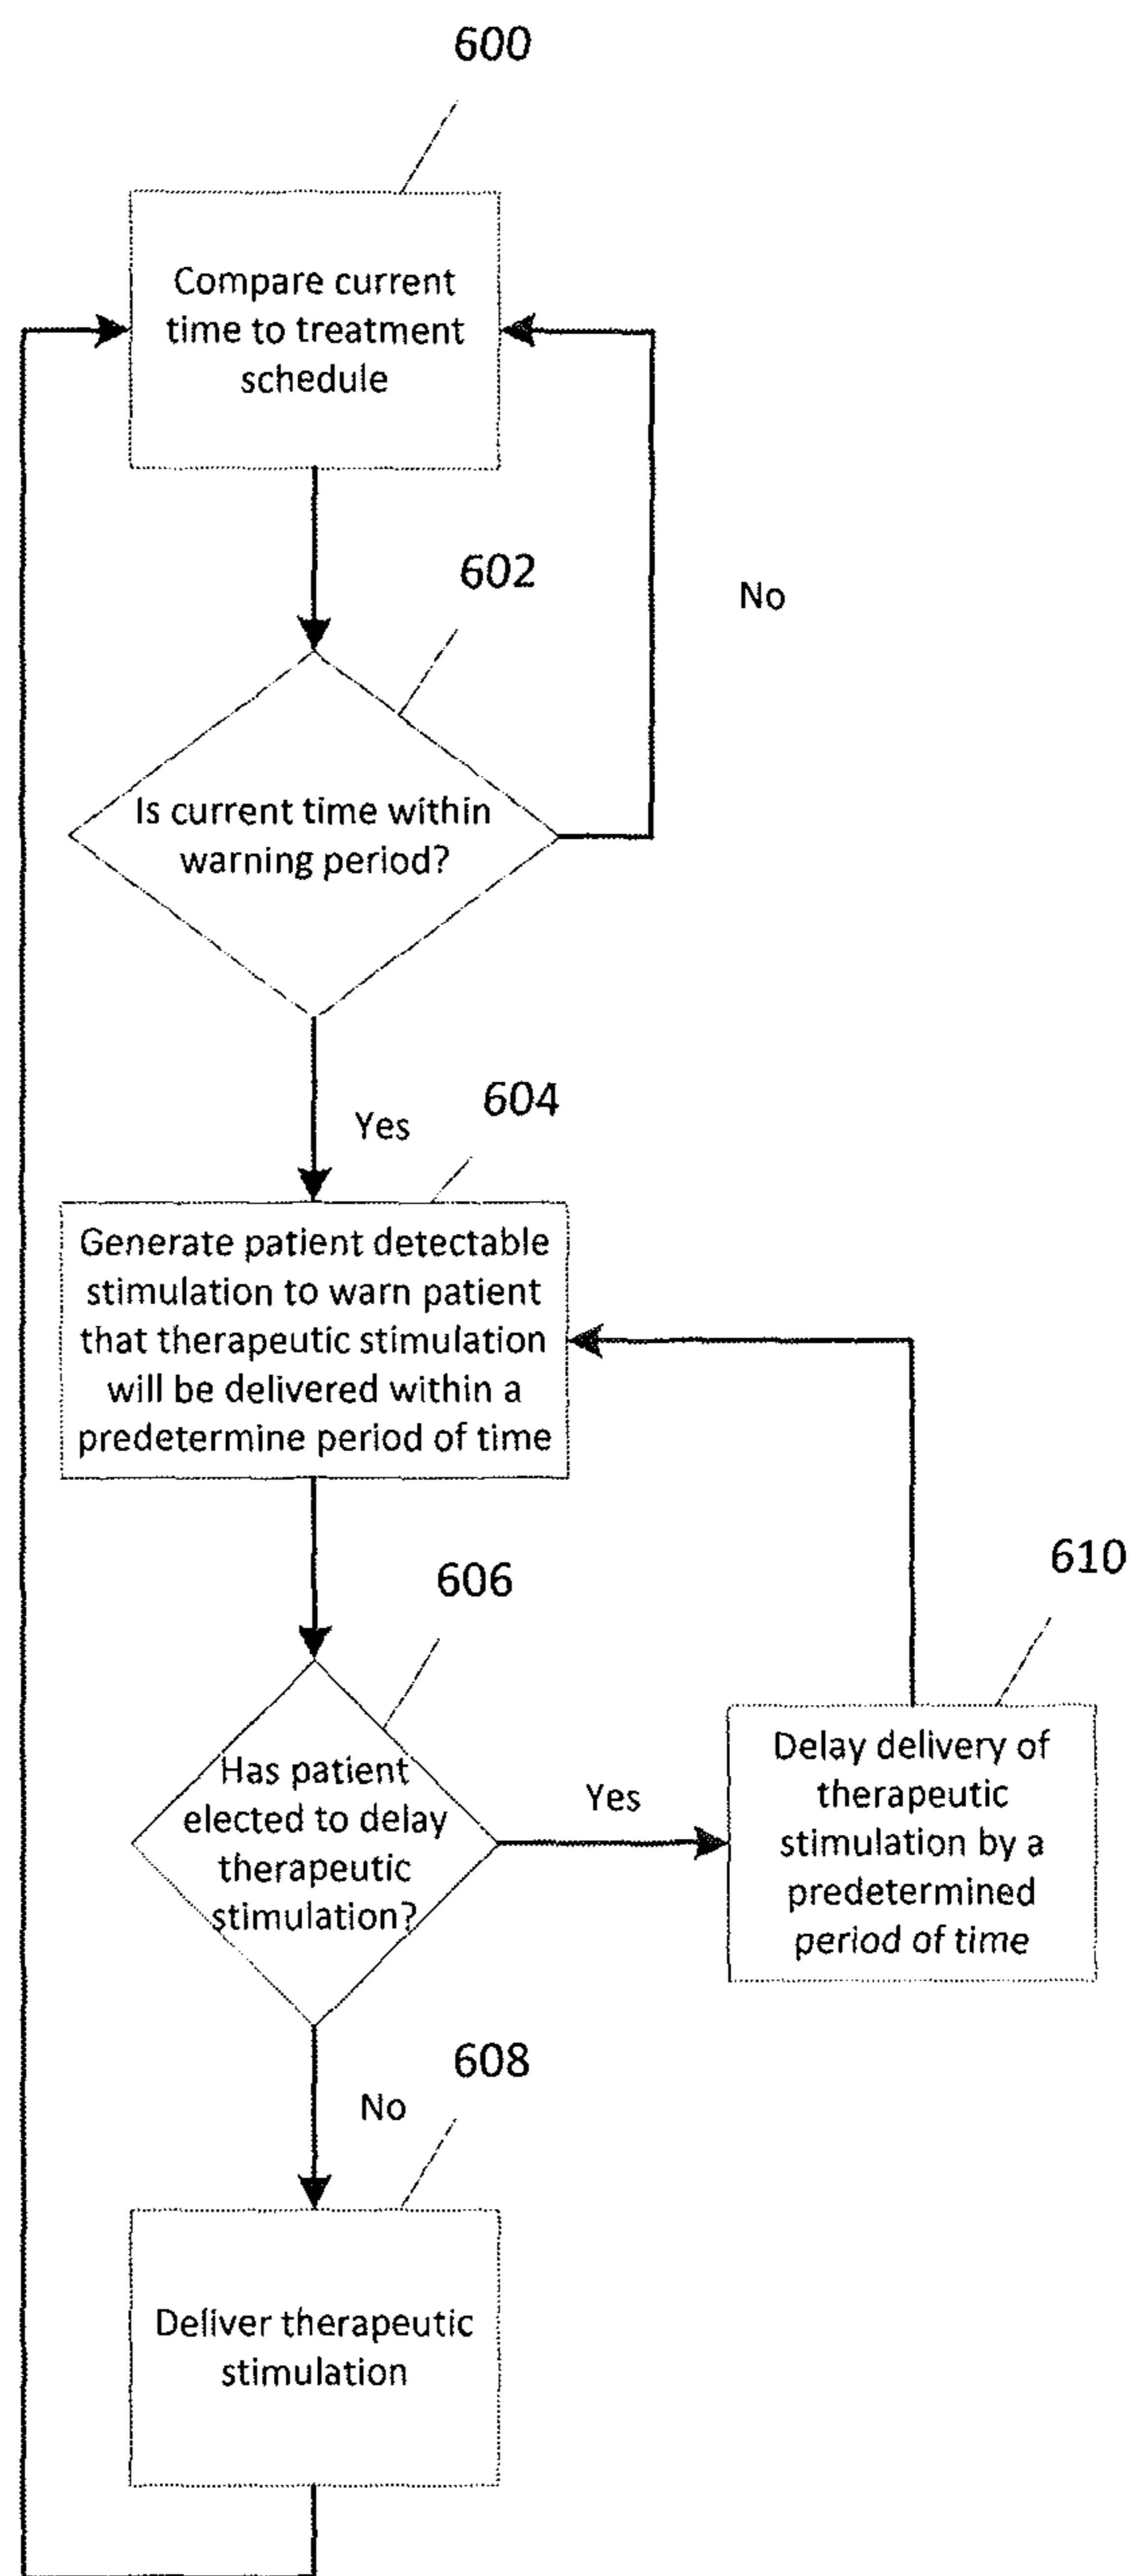 600
Compare current
time to treatment
schedule
602
No
Is current time within
warning period?
604
Yes
Generate patient detectable
stimulation to warn patient
that therapeutic stimulation
will be delivered within a
predetermine period of time
606
610
Has patient
elected to delay
therapeutic
stimulation?
Yes
Delay delivery of
therapeutic
stimulation by a
predetermined
period of time
608
No
Deliver therapeutic
stimulation